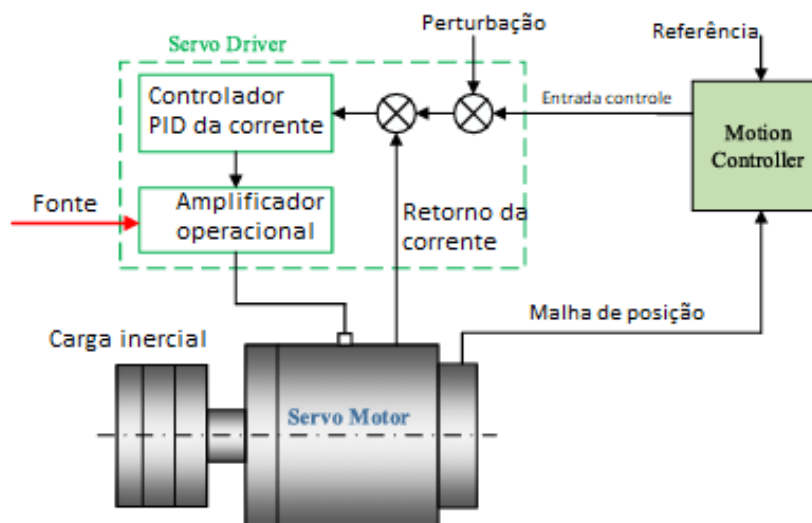 Perturbação
Referência
Servo Driver
Controlador
PID da corrente
Entrada controle
Motion
Controller
Fonte
Amplificador
operacional
Retorno da
corrente
Malha de posição
Carga inercial
Servo Motor